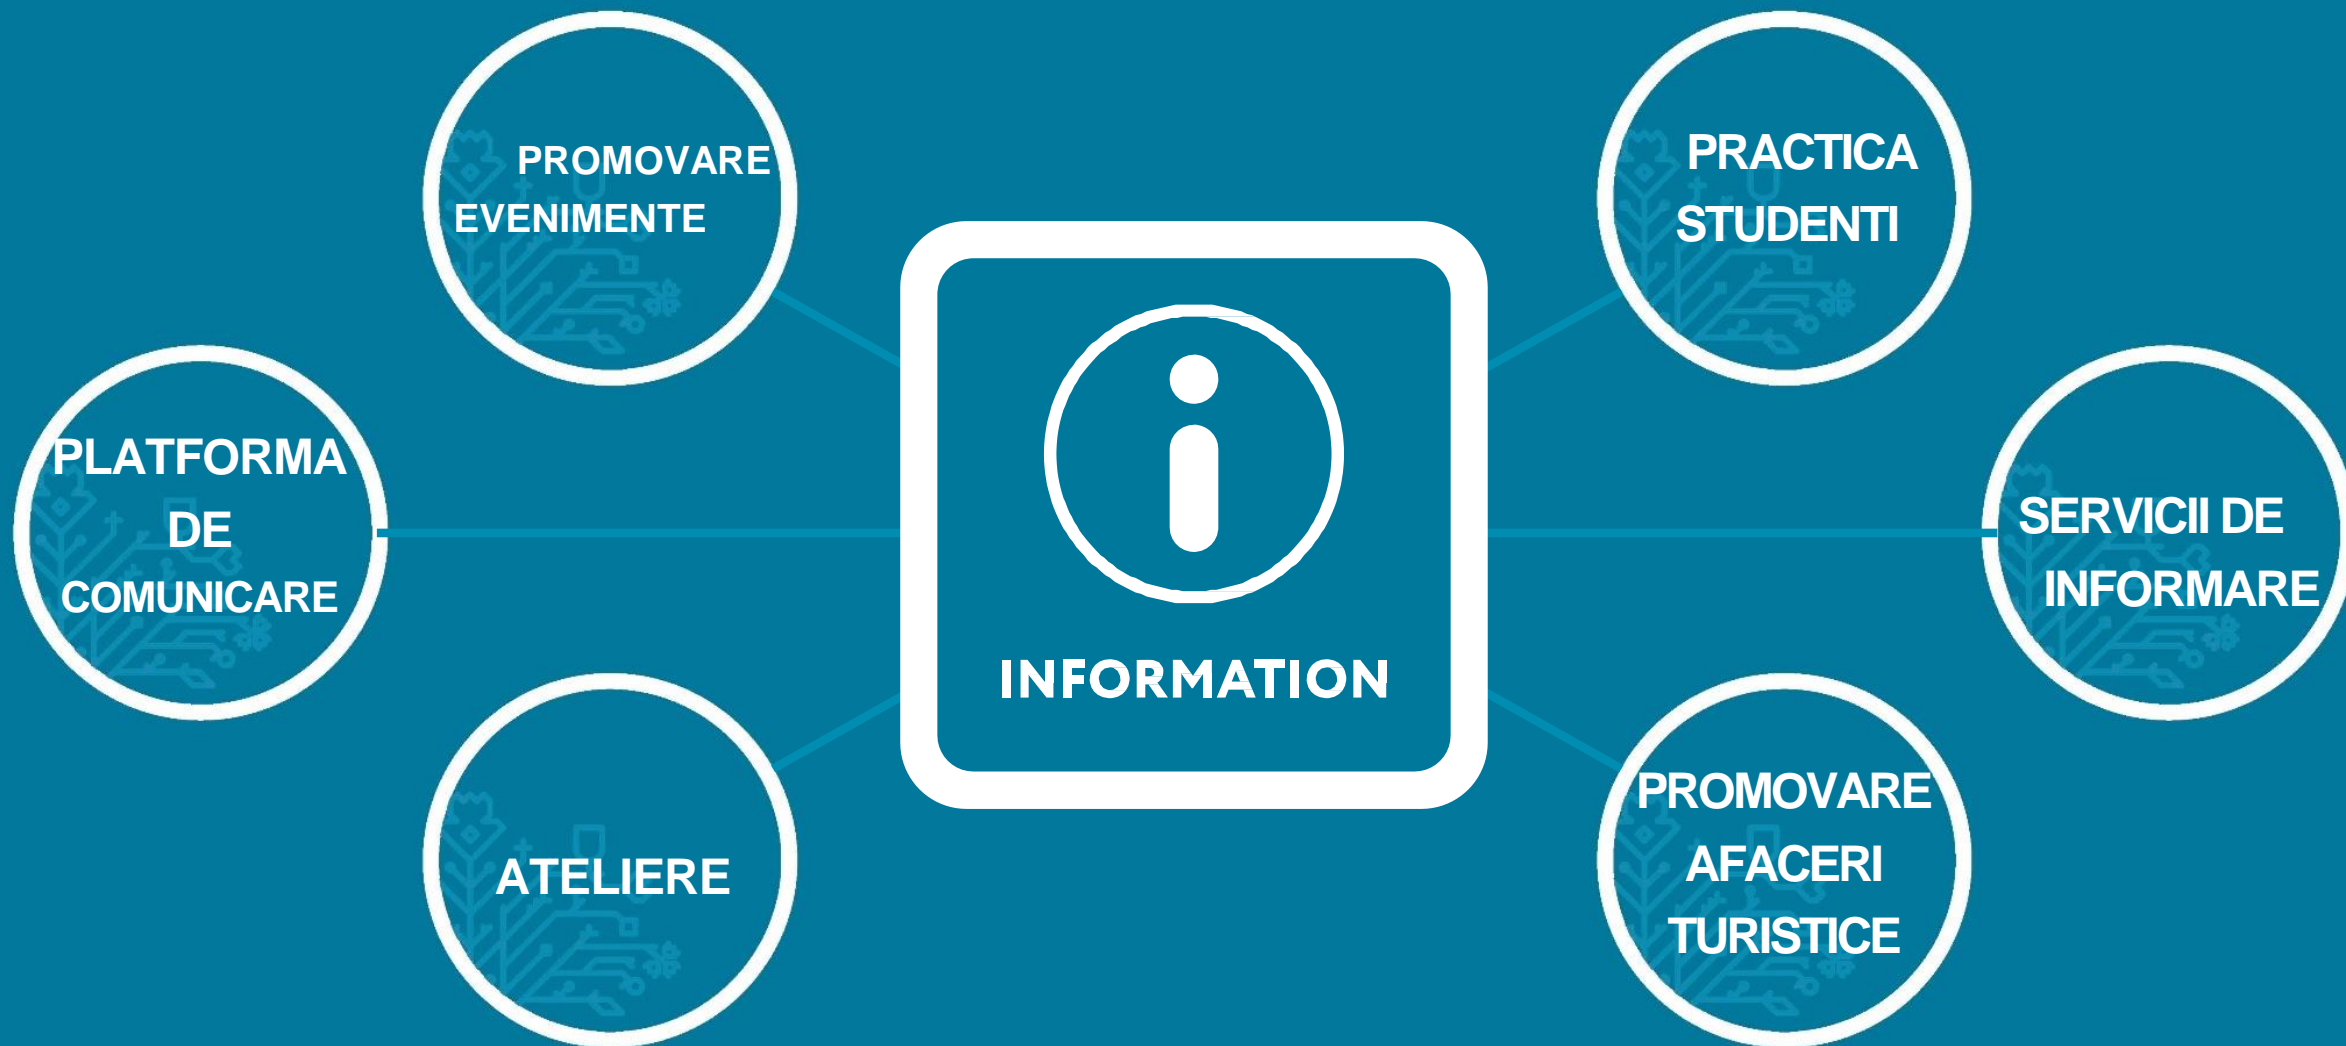 PROMOVARE
EVENIMENTE
PRACTICA
STUDENTI
PLATFORMA
DE
COMUNICARE
INFORMATION
SERVICII DE
INFORMARE
ATELIERE
PROMOVARE
AFACERI
TURISTICE